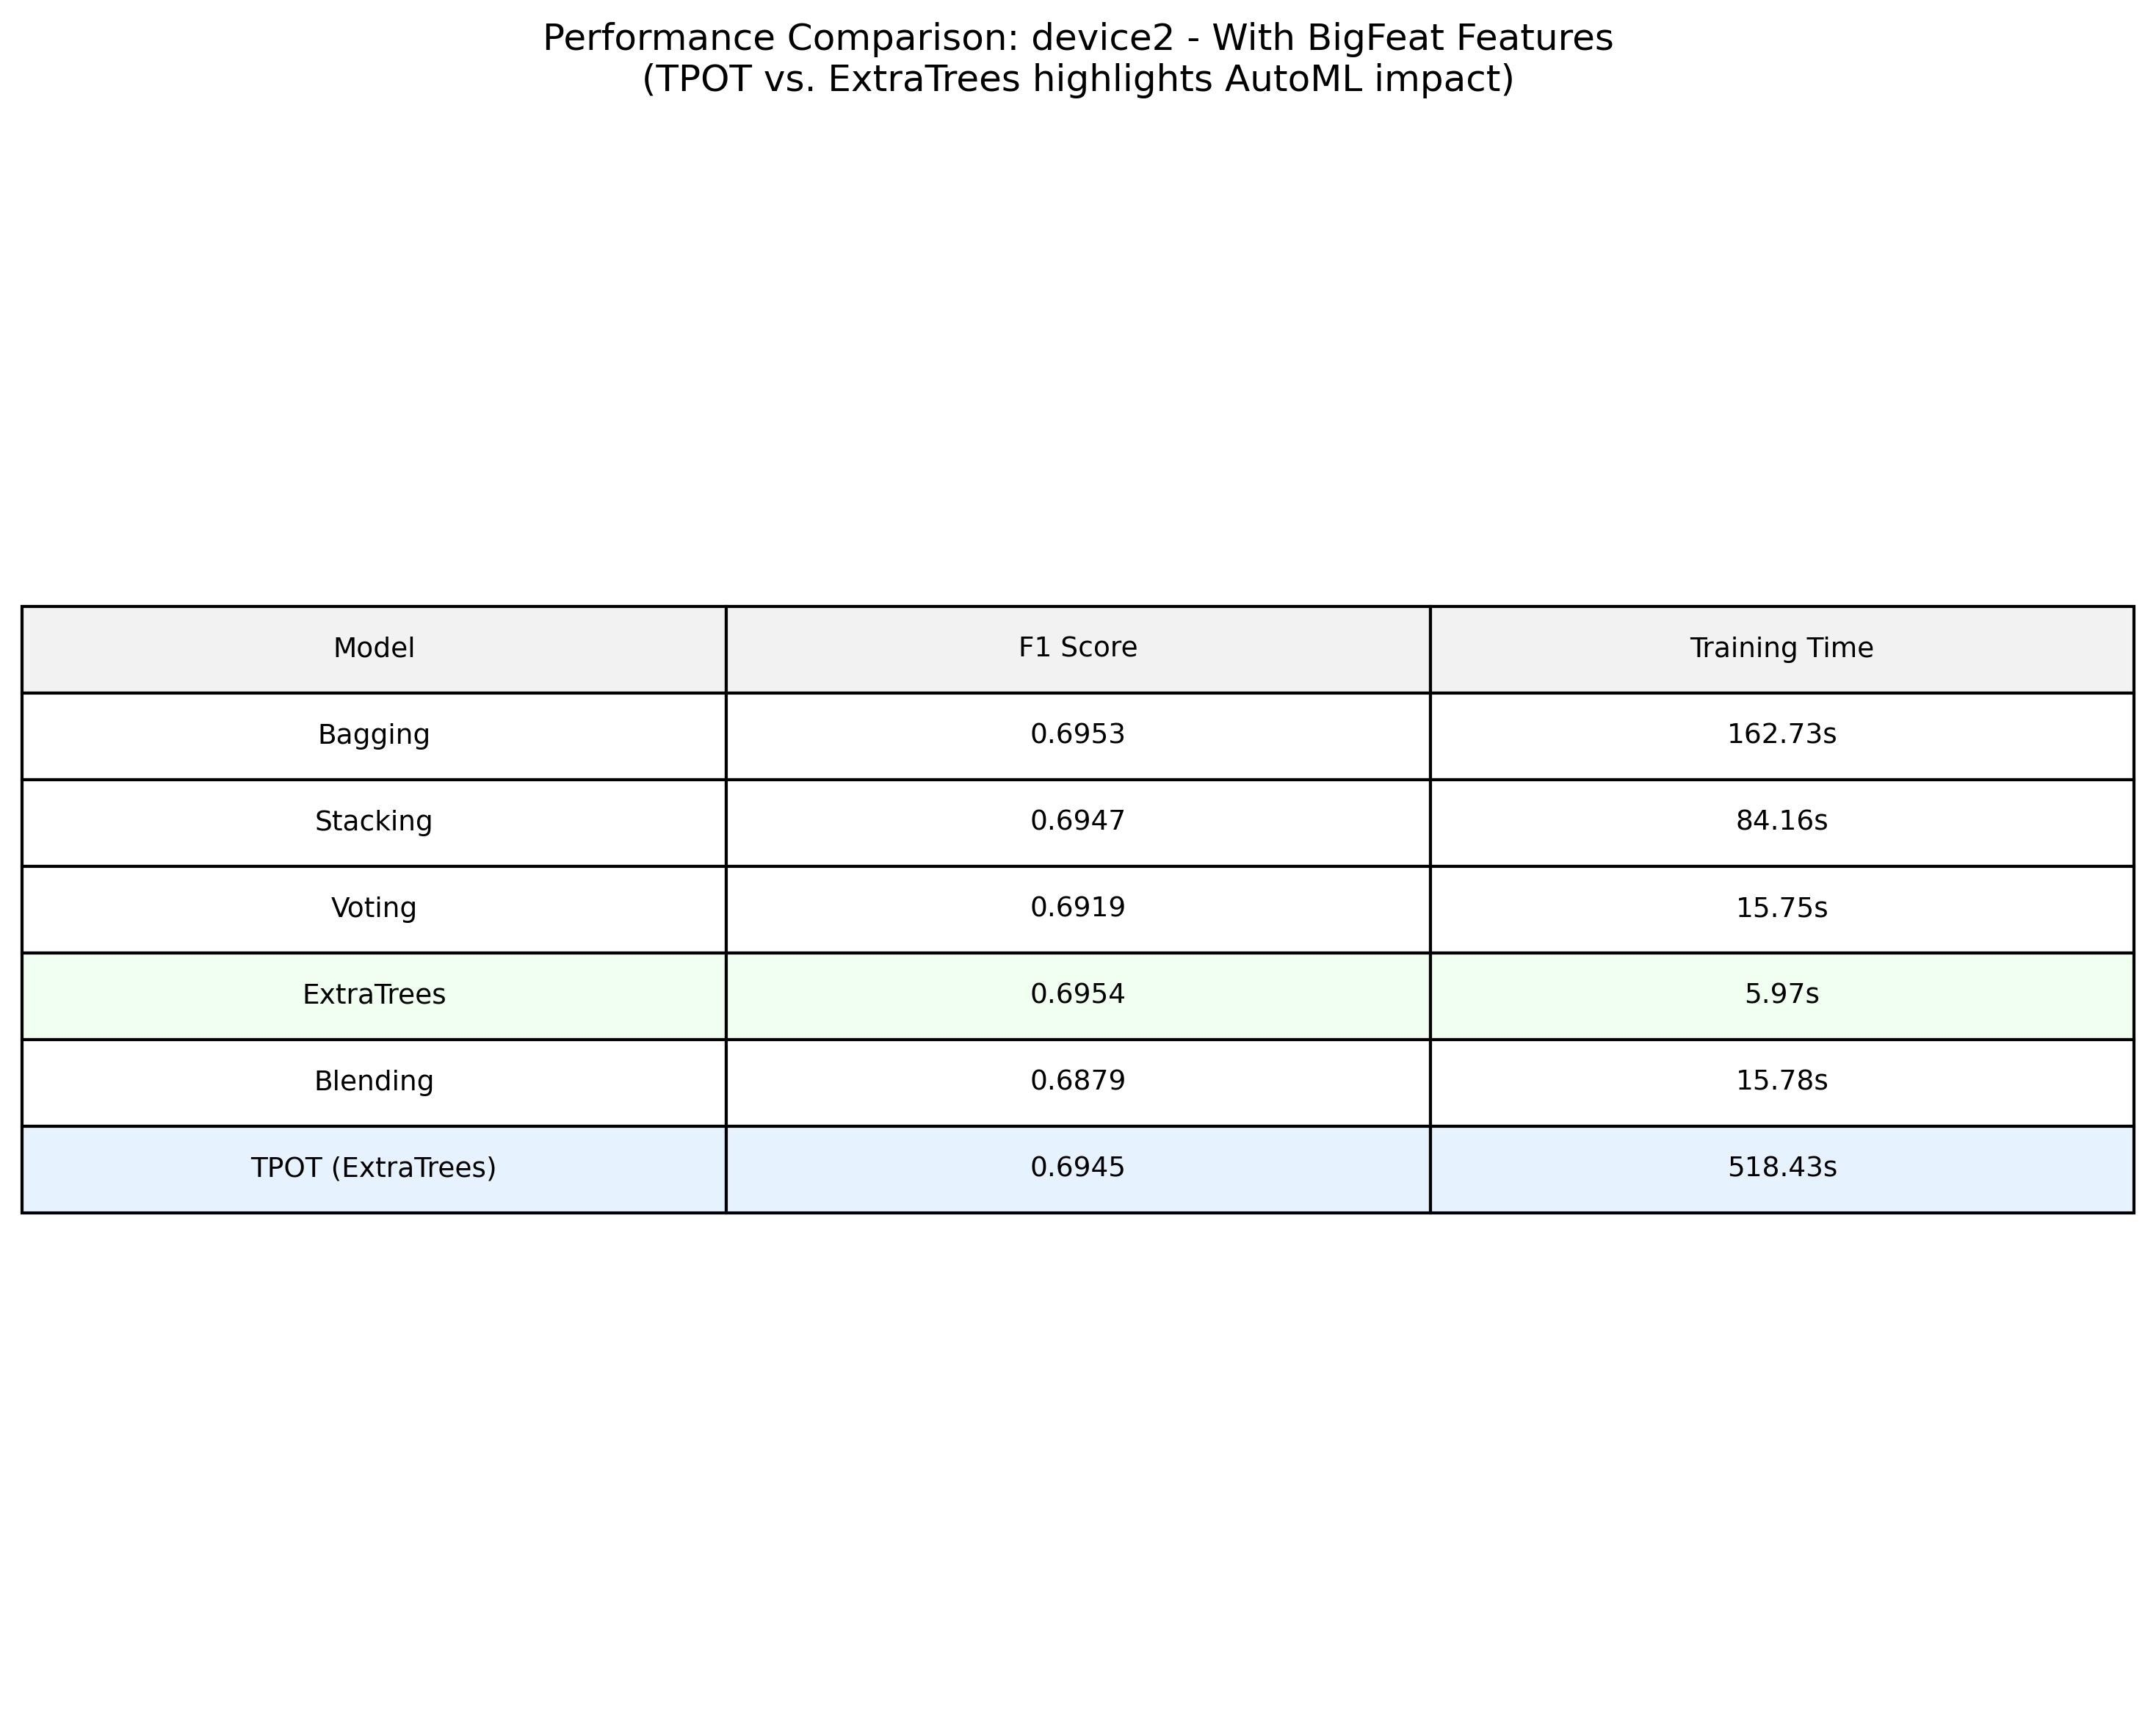 Performance Comparison: device2 - With BigFeat Features
(TPOT vs. ExtraTrees highlights AutoML impact)
Model F1 Score Training Time
Bagging 0.6953 162.73s
Stacking 0.6947 84.16s
Voting 0.6919 15.75s
ExtraTrees 0.6954 5.97s
Blending 0.6879 15.78s
TPOT (ExtraTrees) 0.6945 518.43s